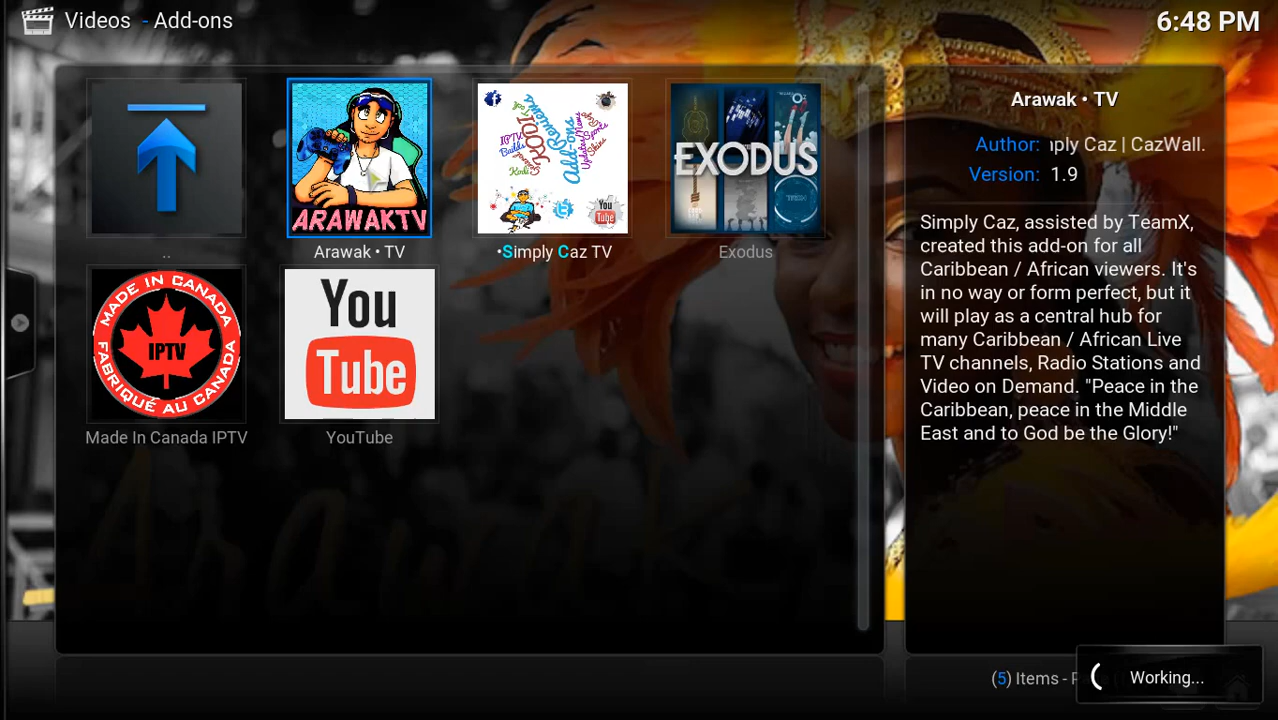 Videos - Add-ons
6:48 PM
ARAWAKTV
EXODUS
..
Arawak • TV
•Simply Caz TV
Exodus
MADE IN CANADA
IPTV
FABRIQUÉ AU CANADA
You
Tube
Made In Canada IPTV
YouTube
Arawak • TV
Author: ply Caz | CazWall.
Version: 1.9
Simply Caz, assisted by TeamX,
created this add-on for all
Caribbean / African viewers. It's
in no way or form perfect, but it
will play as a central hub for
many Caribbean / African Live
TV channels, Radio Stations and
Video on Demand. "Peace in the
Caribbean, peace in the Middle
East and to God be the Glory!"
(5) Items -
Working...